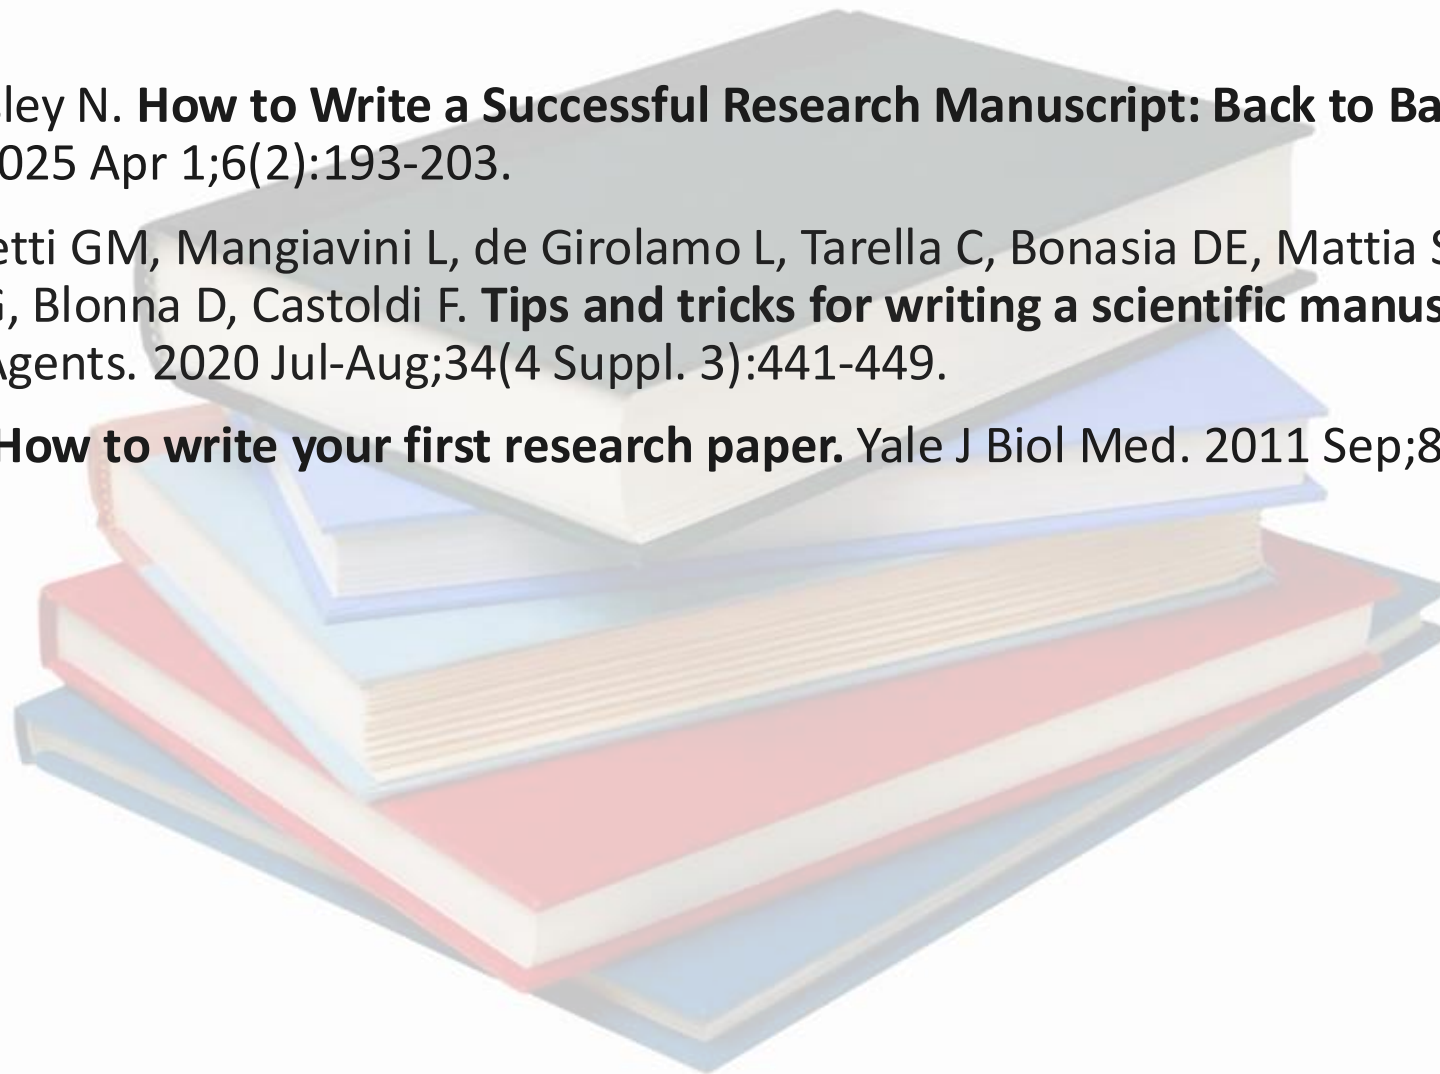 ley N. How to Write a Successful Research Manuscript: Back to Ba
025 Apr 1;6(2):193-203.
etti GM, Mangiavini L, de Girolamo L, Tarella C, Bonasia DE, Mattia S
, Blonna D, Castoldi F. Tips and tricks for writing a scientific manus
Agents. 2020 Jul-Aug;34(4 Suppl. 3):441-449.
How to write your first research paper. Yale J Biol Med. 2011 Sep;8